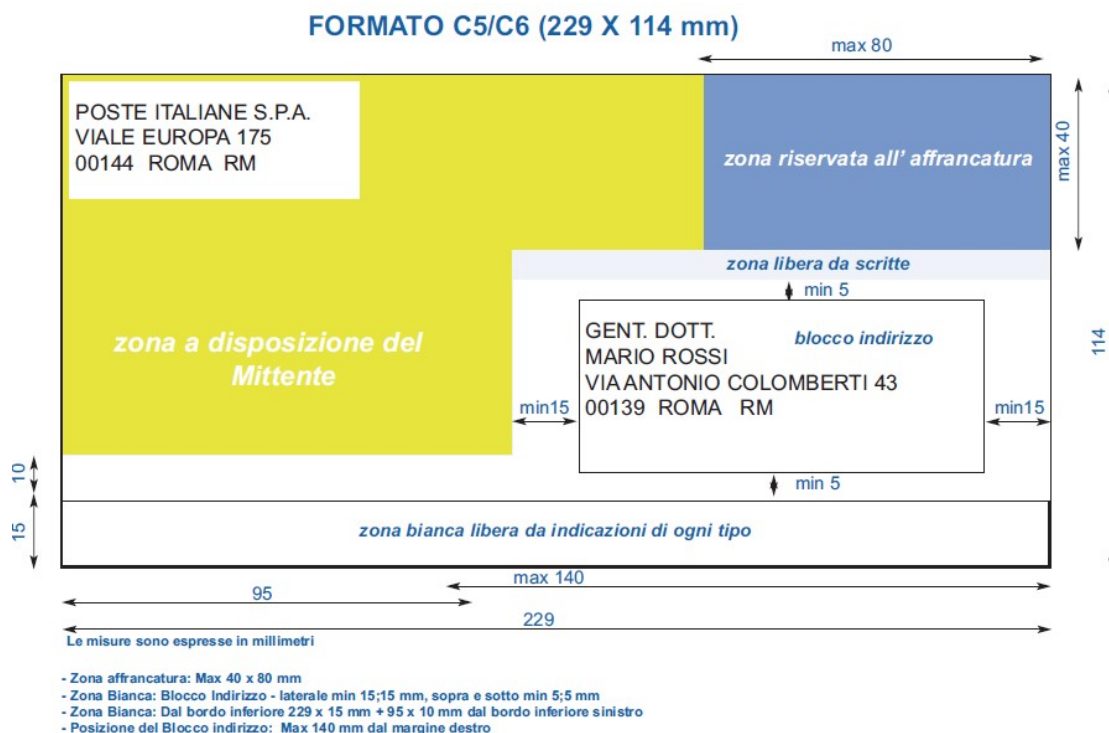 FORMATO C5/C6 (229 X 114 mm)
max 80
POSTE ITALIANE S.P.A.
VIALE EUROPA 175
00144 ROMA RM
zona riservata all' affrancatura
max 40
zona libera da scritte
min 5
zona a disposizione del
Mittente
GENT. DOTT.
blocco indirizzo
MARIO ROSSI
VIA ANTONIO COLOMBERTI 43
00139 ROMA RM
min15
min15
114
min 5
10
15
zona bianca libera da indicazioni di ogni tipo
max 140
95
229
Le misure sono espresse in millimetri
- Zona affrancatura: Max 40 x 80 mm
- Zona Bianca: Blocco Indirizzo - laterale min 15;15 mm, sopra e sotto min 5;5 mm
- Zona Bianca: Dal bordo inferiore 229 x 15 mm + 95 x 10 mm dal bordo inferiore sinistro
- Posizione del Blocco indirizzo: Max 140 mm dal margine destro